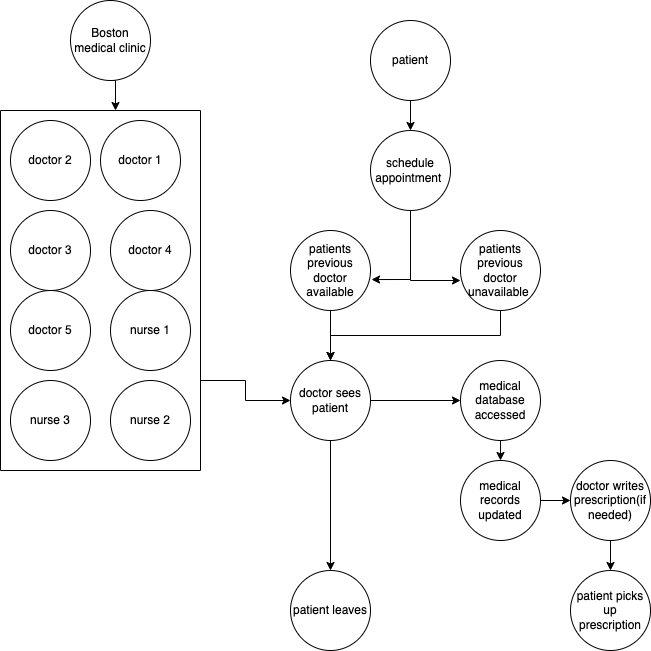 Boston
medical clinic
patient
doctor 2
doctor 1
schedule
appointment
doctor 3
doctor 4
patients
previous
doctor
available
patients
previous
doctor
unavailable
doctor 5
nurse 1
nurse 3
nurse 2
doctor sees
patient
medical
database
accessed
medical
records
updated
doctor writes
prescription(if
needed)
patient leaves
patient picks
up
prescription